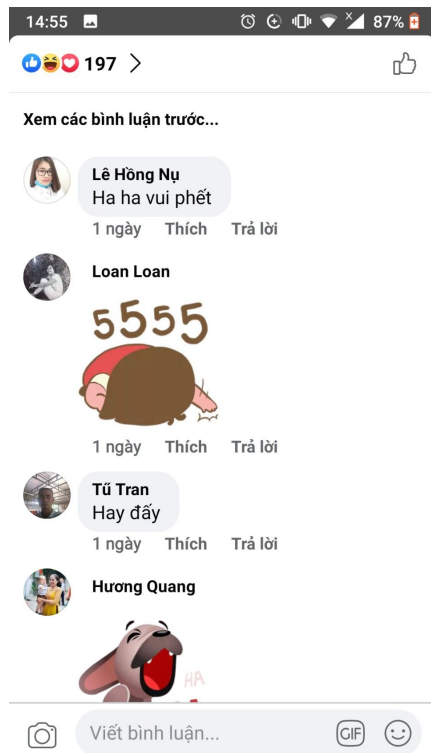 14:55
87%
197
Xem các bình luận trước...
Lê Hồng Nụ
Ha ha vui phết
1 ngày Thích Trả lời
Loan Loan
5555
1 ngày Thích Trả lời
Tũ Tran
Hay đấy
1 ngày Thích Trả lời
Hương Quang
HA
Viết bình luận...
GIF